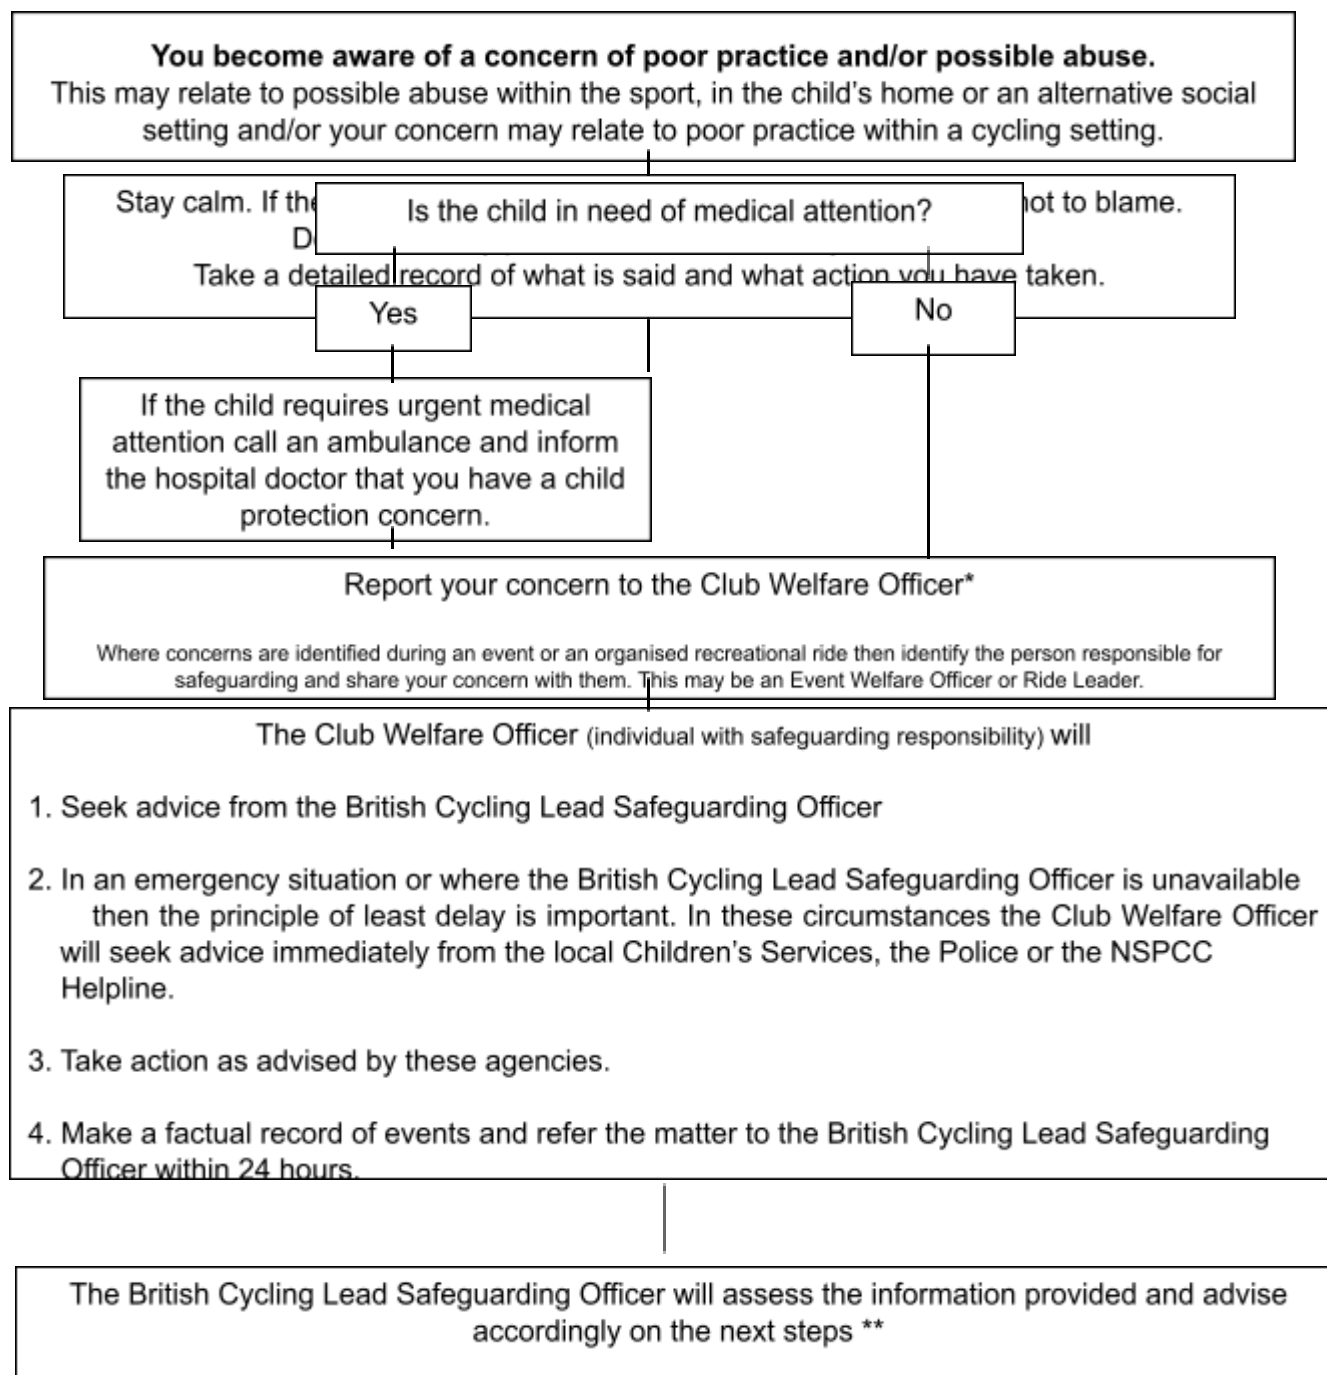 You become aware of a concern of poor practice and/or possible abuse.
This may relate to possible abuse within the sport, in the child's home or an alternative social
setting and/or your concern may relate to poor practice within a cycling setting.
Stay calm. If not to blame.
Is the child in need of medical attention?
Take a detailed record of what is said and what action you have taken.
Yes
No
If the child requires urgent medical
attention call an ambulance and inform
the hospital doctor that you have a child
protection concern.
Report your concern to the Club Welfare Officer*
Where concerns are identified during an event or an organised recreational ride then identify the person responsible for
safeguarding and share your concern with them. This may be an Event Welfare Officer or Ride Leader.
The Club Welfare Officer (individual with safeguarding responsibility) will
1. Seek advice from the British Cycling Lead Safeguarding Officer
2. In an emergency situation or where the British Cycling Lead Safeguarding Officer is unavailable
then the principle of least delay is important. In these circumstances the Club Welfare Officer
will seek advice immediately from the local Children's Services, the Police or the NSPCC
Helpline.
3. Take action as advised by these agencies.
4. Make a factual record of events and refer the matter to the British Cycling Lead Safeguarding
Officer within 24 hours.
The British Cycling Lead Safeguarding Officer will assess the information provided and advise
accordingly on the next steps **